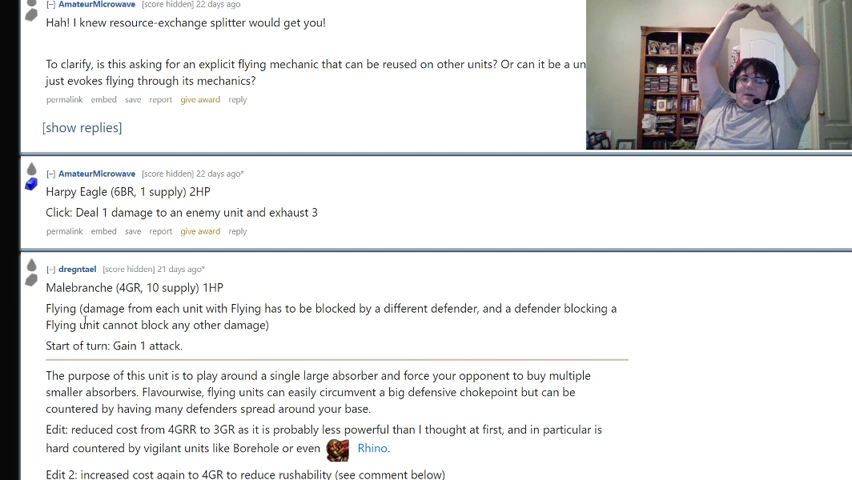 [–] AmateurMicrowave [score hidden] 22 days ago
Hah! I knew resource-exchange splitter would get you!
To clarify, is this asking for an explicit flying mechanic that can be reused on other units? Or can it be a
just evokes flying through its mechanics?
permalink embed save report give award reply
[show replies]
[–] AmateurMicrowave [score hidden] 22 days ago*
Harpy Eagle (6BR, 1 supply) 2HP
Click: Deal 1 damage to an enemy unit and exhaust 3
permalink embed save report give award reply
[–] dregntael [score hidden] 21 days ago*
Malebranche (4GR, 10 supply) 1HP
Flying (damage from each unit with Flying has to be blocked by a different defender, and a defender blocking a
Flying unit cannot block any other damage)
Start of turn: Gain 1 attack.
The purpose of this unit is to play around a single large absorber and force your opponent to buy multiple
smaller absorbers. Flavourwise, flying units can easily circumvent a big defensive chokepoint but can be
countered by having many defenders spread around your base.
Edit: reduced cost from 4GRR to 3GR as it is probably less powerful than I thought at first, and in particular is
hard countered by vigilant units like Borehole or even Rhino.
Edit 2: increased cost again to 4GR to reduce rushability (see comment below)